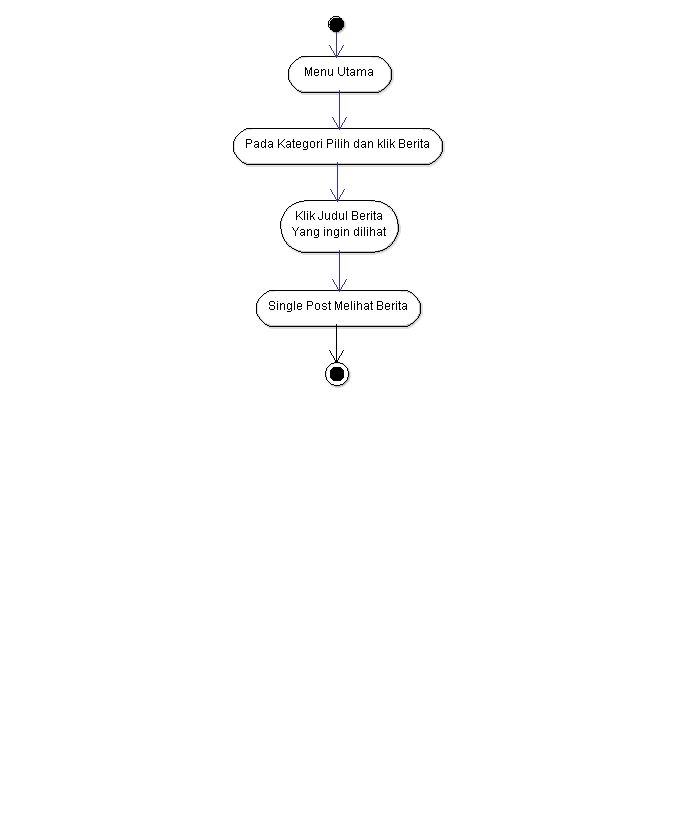 Menu Utama
Pada Kategori Pilih dan klik Berita
Klik Judul Berita
Yang ingin dilihat
Single Post Melihat Berita